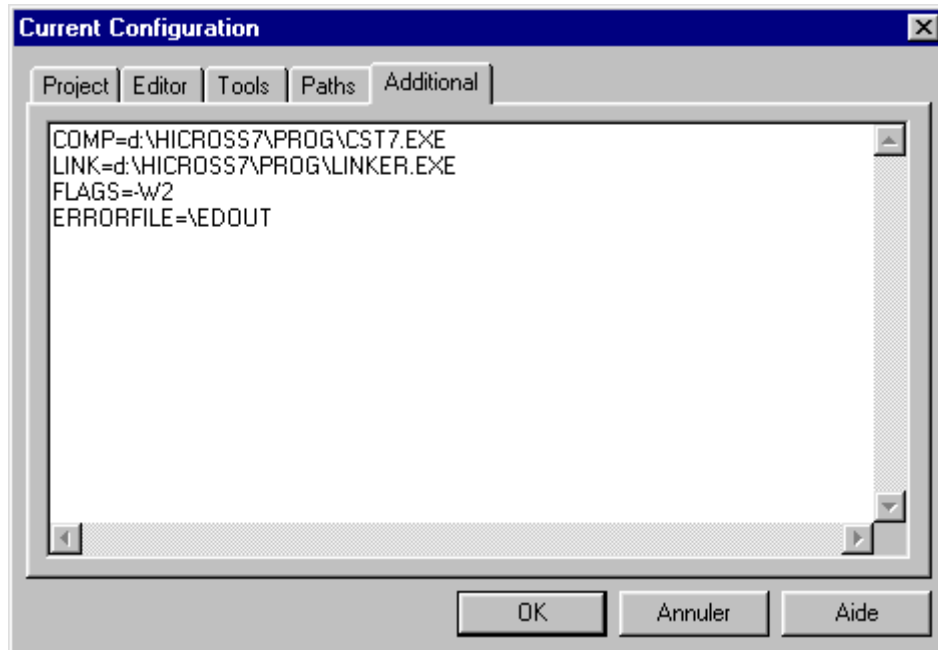 Current Configuration
Project Editor Tools Paths Additional
COMP=d:\HICROSS7\PROG\CST7.EXE
LINK=d:\HICROSS7\PROG\LINKER.EXE
FLAGS=-W2
ERRORFILE=\EDOUT
OK Annuler Aide